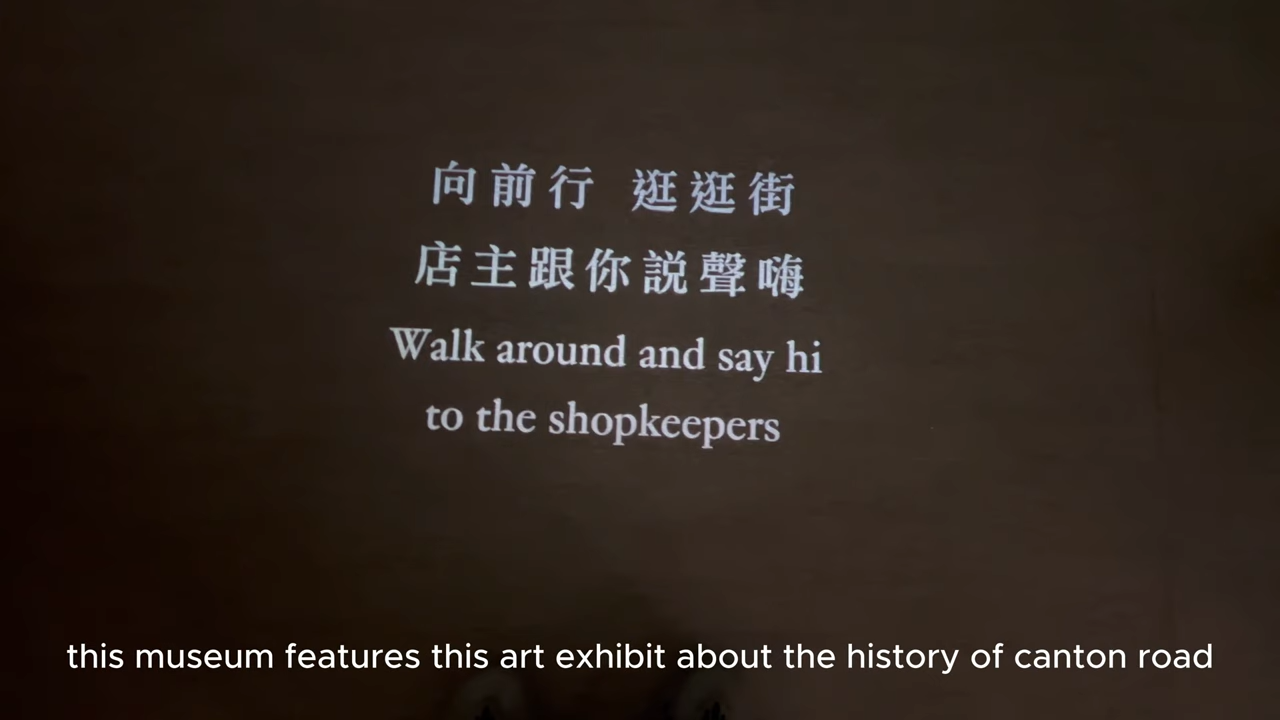 向前行 逛逛街
店主跟你説聲嗨
Walk around and say hi
to the shopkeepers
this museum features this art exhibit about the history of canton road